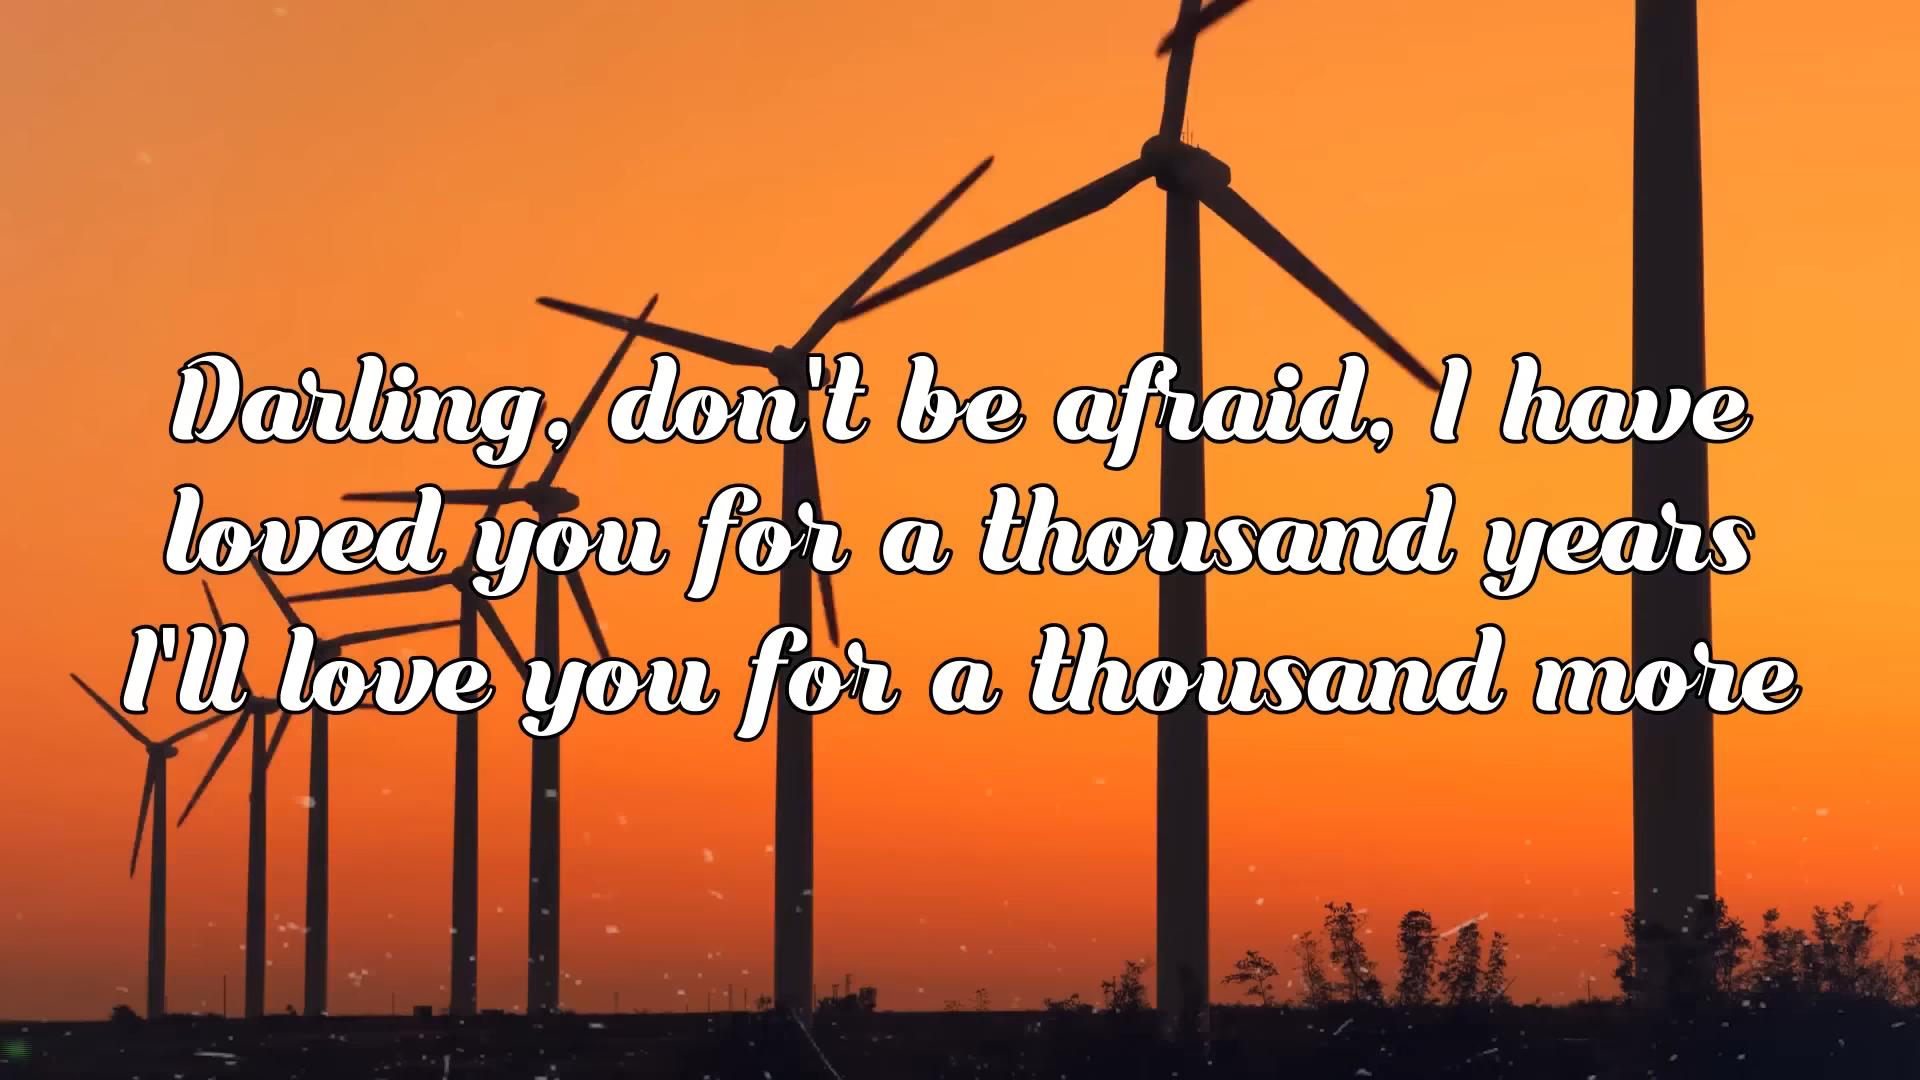 Darling, don't be afraid, I have
loved you for a thousand years
I'll love you for a thousand more